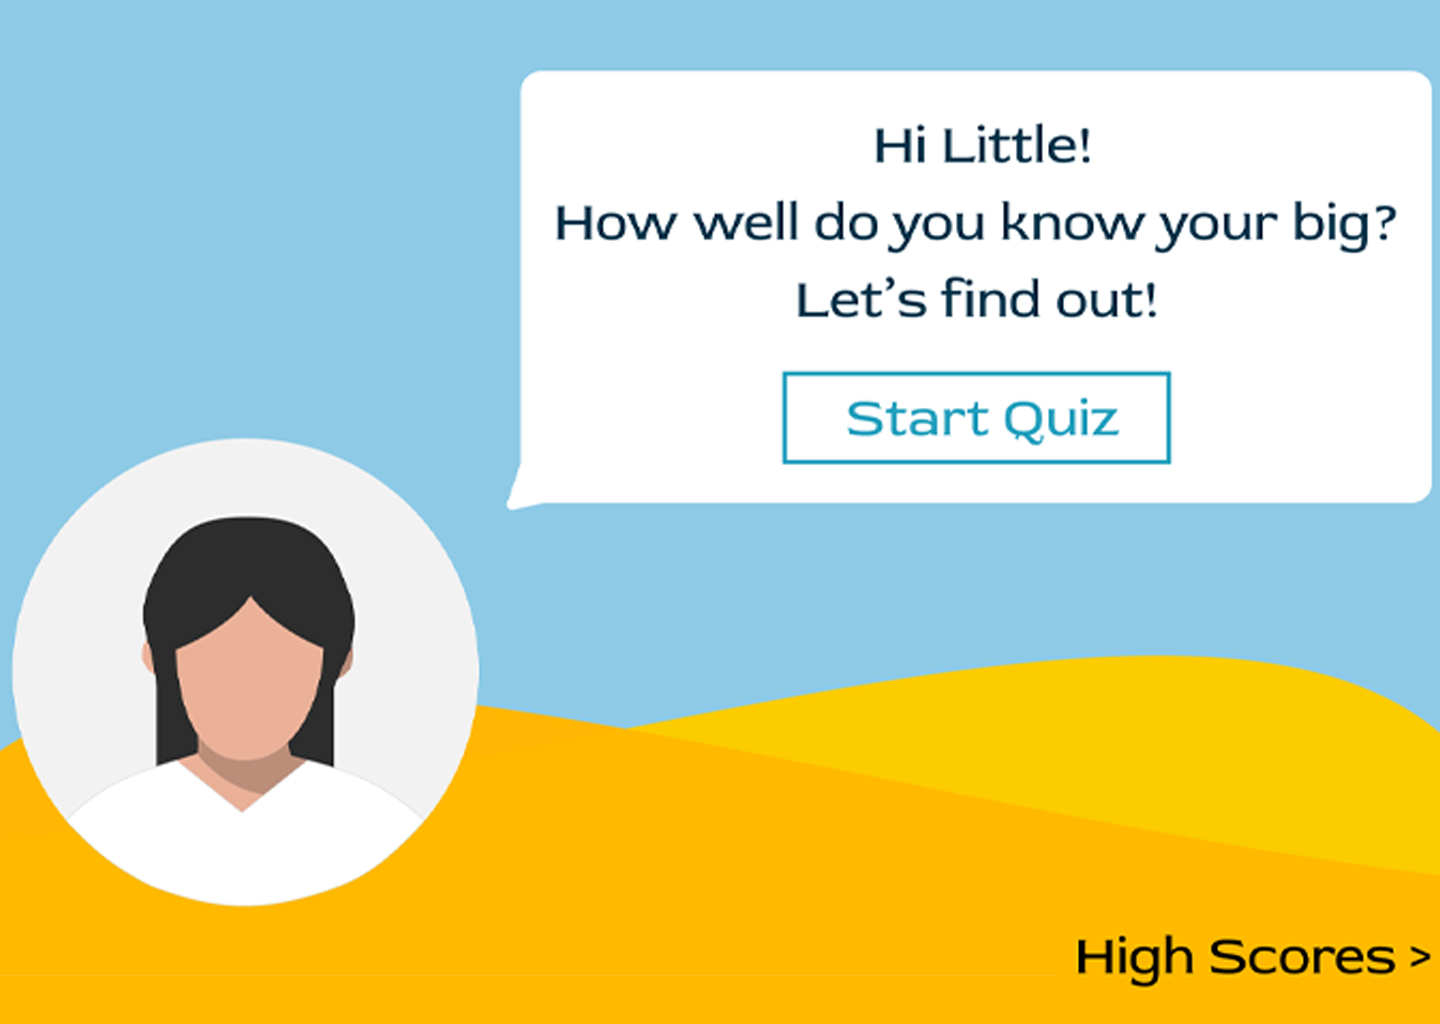 Hi Little!
How well do you know your big?
Let’s find out!
Start Quiz
High Scores >